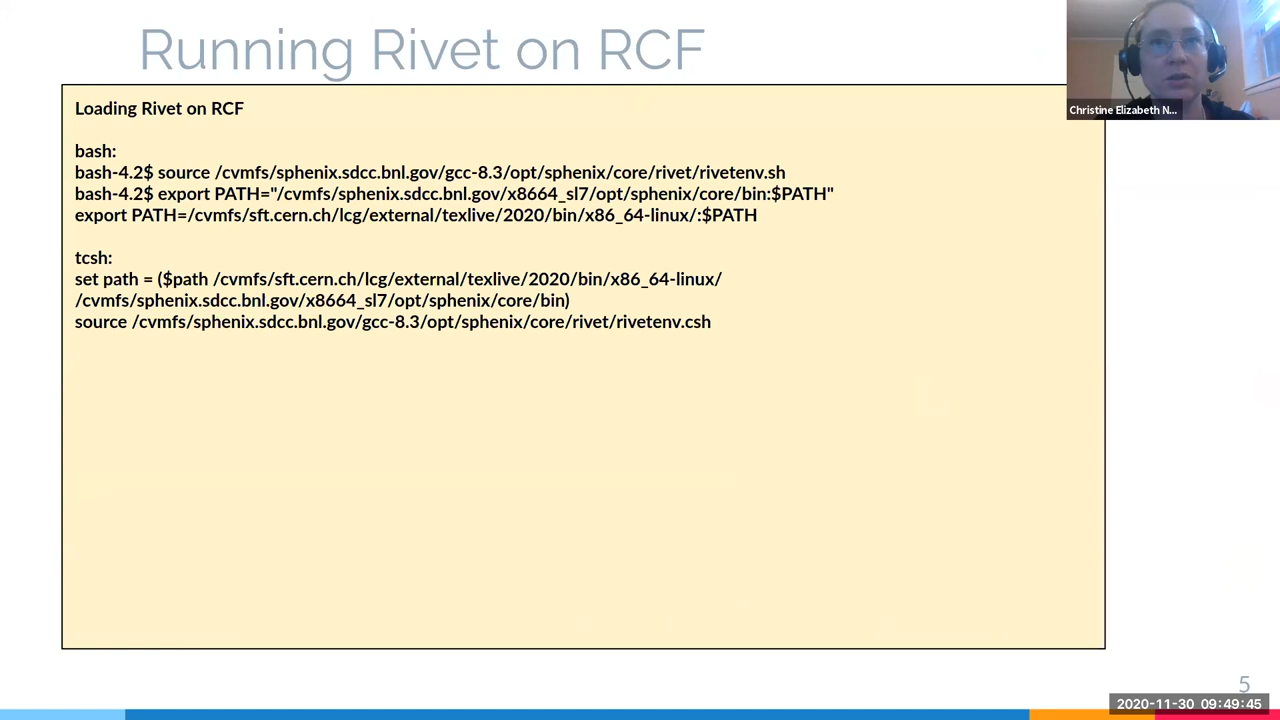 Running Rivet on RCF
Christine Elizabeth N...
Loading Rivet on RCF
bash:
bash-4.2$ source /cvmfs/sphenix.sdcc.bnl.gov/gcc-8.3/opt/sphenix/core/rivet/rivetenv.sh
bash-4.2$ export PATH="/cvmfs/sphenix.sdcc.bnl.gov/x8664_sl7/opt/sphenix/core/bin:$PATH"
export PATH=/cvmfs/sft.cern.ch/lcg/external/texlive/2020/bin/x86_64-linux/:$PATH
tcsh:
set path = ($path /cvmfs/sft.cern.ch/lcg/external/texlive/2020/bin/x86_64-linux/
/cvmfs/sphenix.sdcc.bnl.gov/x8664_sl7/opt/sphenix/core/bin)
source /cvmfs/sphenix.sdcc.bnl.gov/gcc-8.3/opt/sphenix/core/rivet/rivetenv.csh
5
2020-11-30 09:49:45